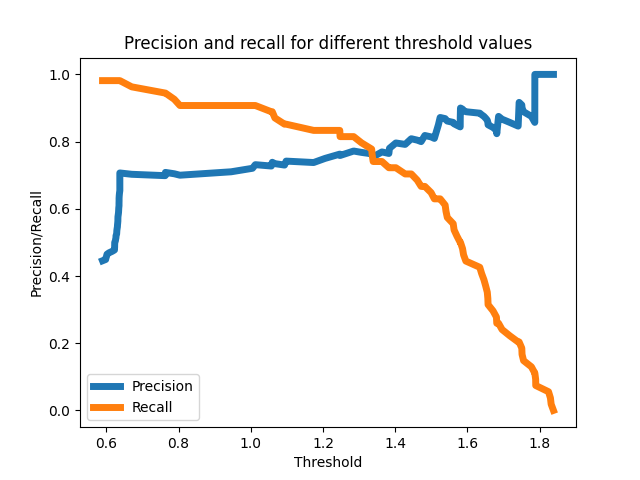 Precision and recall for different threshold values
1.0
0.8
0.6
0.4
0.2
0.0
Precision/Recall
Precision
Recall
0.6 0.8 1.0 1.2 1.4 1.6 1.8
Threshold